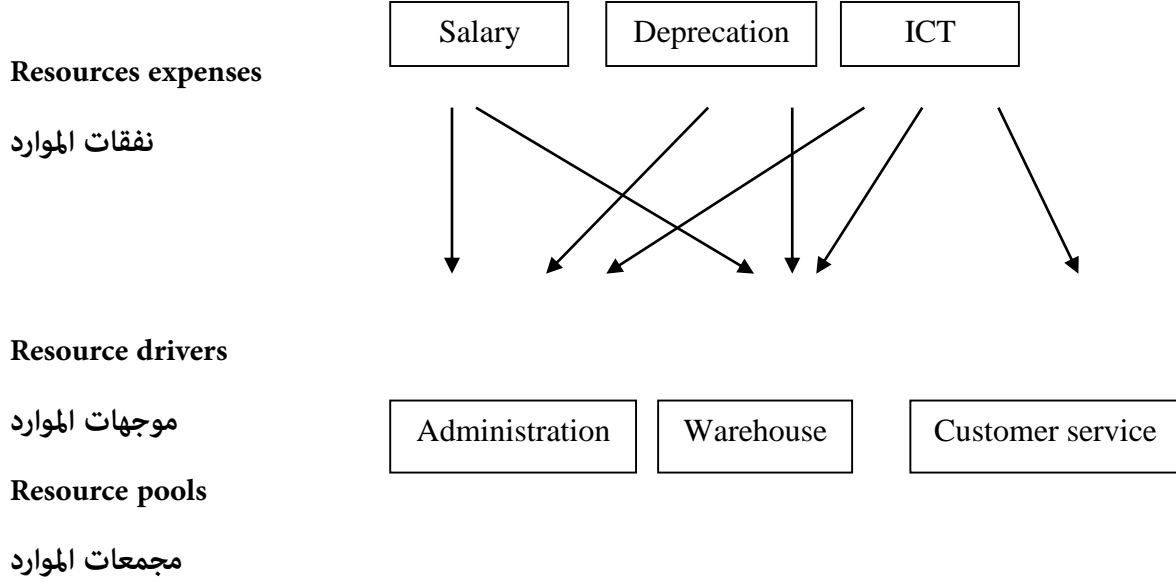 Salary
Deprecation
ICT
Resources expenses
نفقات الموارد
Resource drivers
موجهات الموارد
Administration
Warehouse
Customer service
Resource pools
مجمعات الموارد